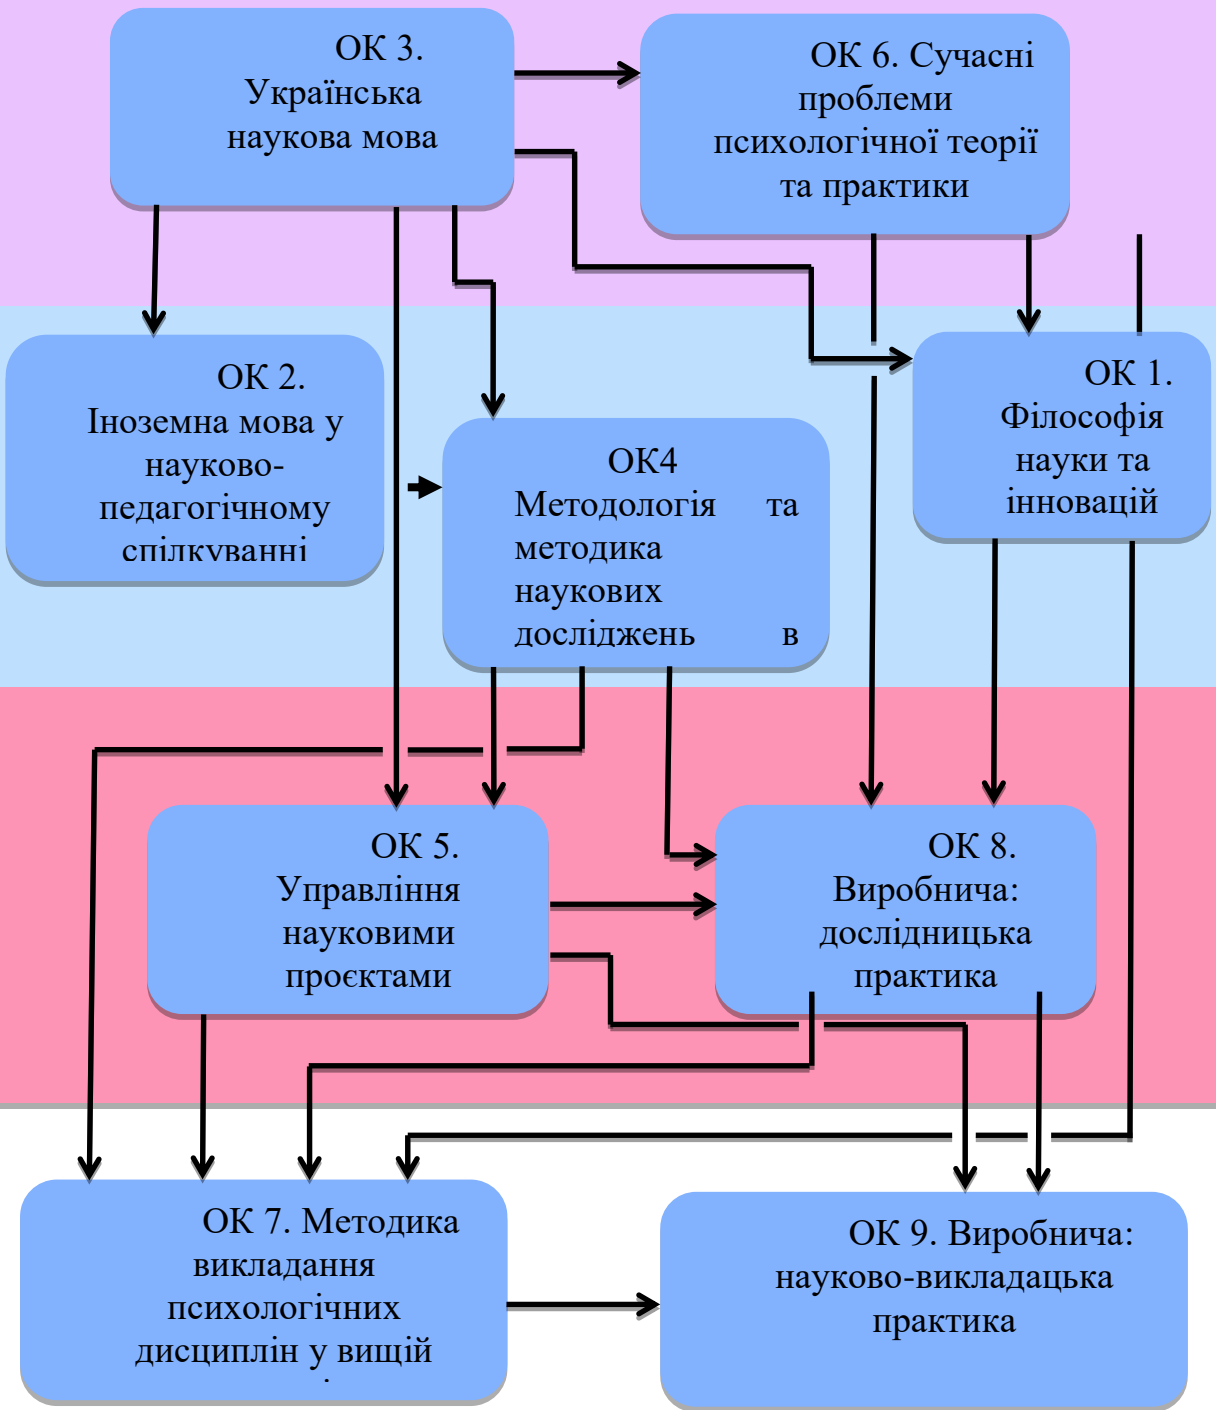 ОК 3.
Українська
наукова мова
ОК 6. Сучасні
проблеми
психологічної теорії
та практики
ОК 2.
Іноземна мова у
науково-
педагогічному
спілкуванні
ОК4
Методологія та
методика
наукових
досліджень в
ОК 1.
Філософія
науки та
інновацій
ОК 5.
Управління
науковими
проєктами
ОК 8.
Виробнича:
дослідницька
практика
ОК 7. Методика
викладання
психологічних
дисциплін у вищій
ОК 9. Виробнича:
науково-викладацька
практика